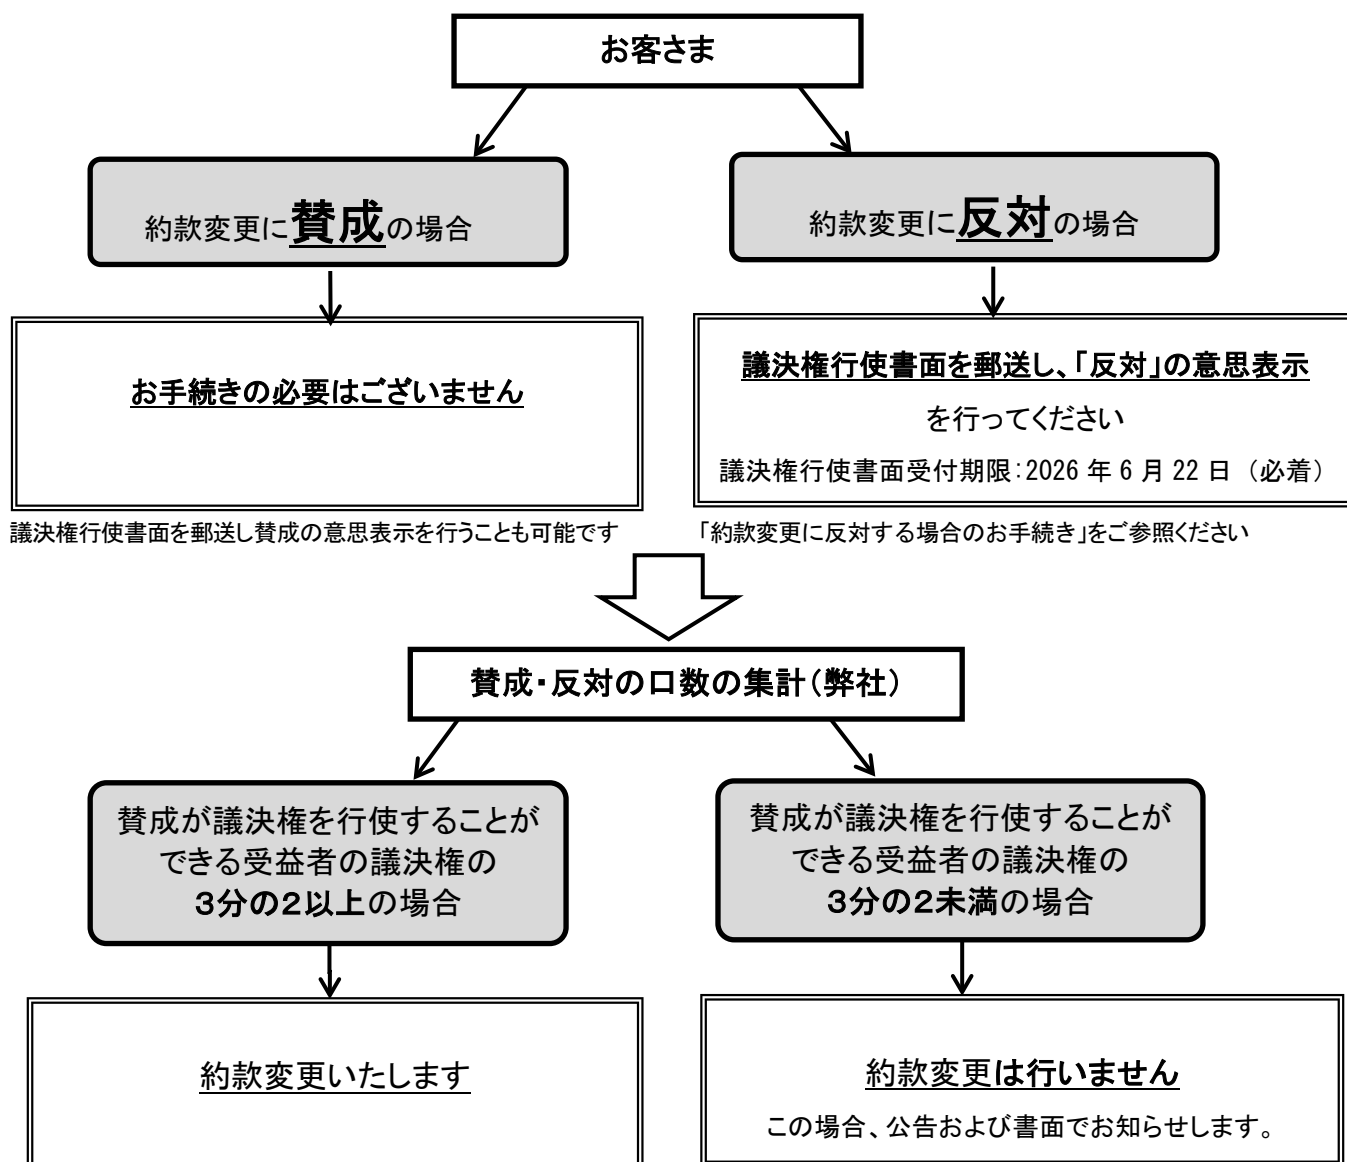 お客さま
約款変更に賛成の場合
約款変更に反対の場合
お手続きの必要はございません
議決権行使書面を郵送し、「反対」の意思表示
を行ってください
議決権行使書面受付期限：2026 年 6 月 22 日 （必着）
議決権行使書面を郵送し賛成の意思表示を行うことも可能です
「約款変更に反対する場合のお手続き」をご参照ください
賛成・反対の口数の集計（弊社）
賛成が議決権を行使することが
できる受益者の議決権の
３分の２以上の場合
賛成が議決権を行使することが
できる受益者の議決権の
３分の２未満の場合
約款変更いたします
約款変更は行いません
この場合、公告および書面でお知らせします。